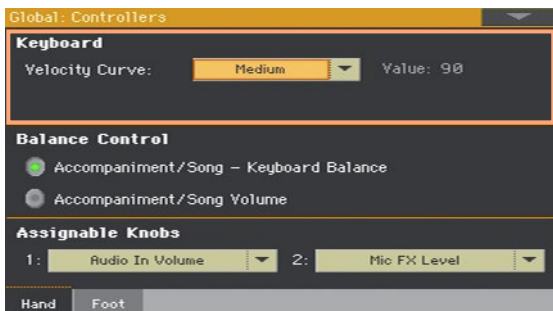 Global: Controllers
Keyboard
Velocity Curve: Medium Value: 90
Balance Control
Accompaniment/Song – Keyboard Balance
Accompaniment/Song Volume
Assignable Knobs
1: Audio In Volume 2: Mic FX Level
Hand Foot